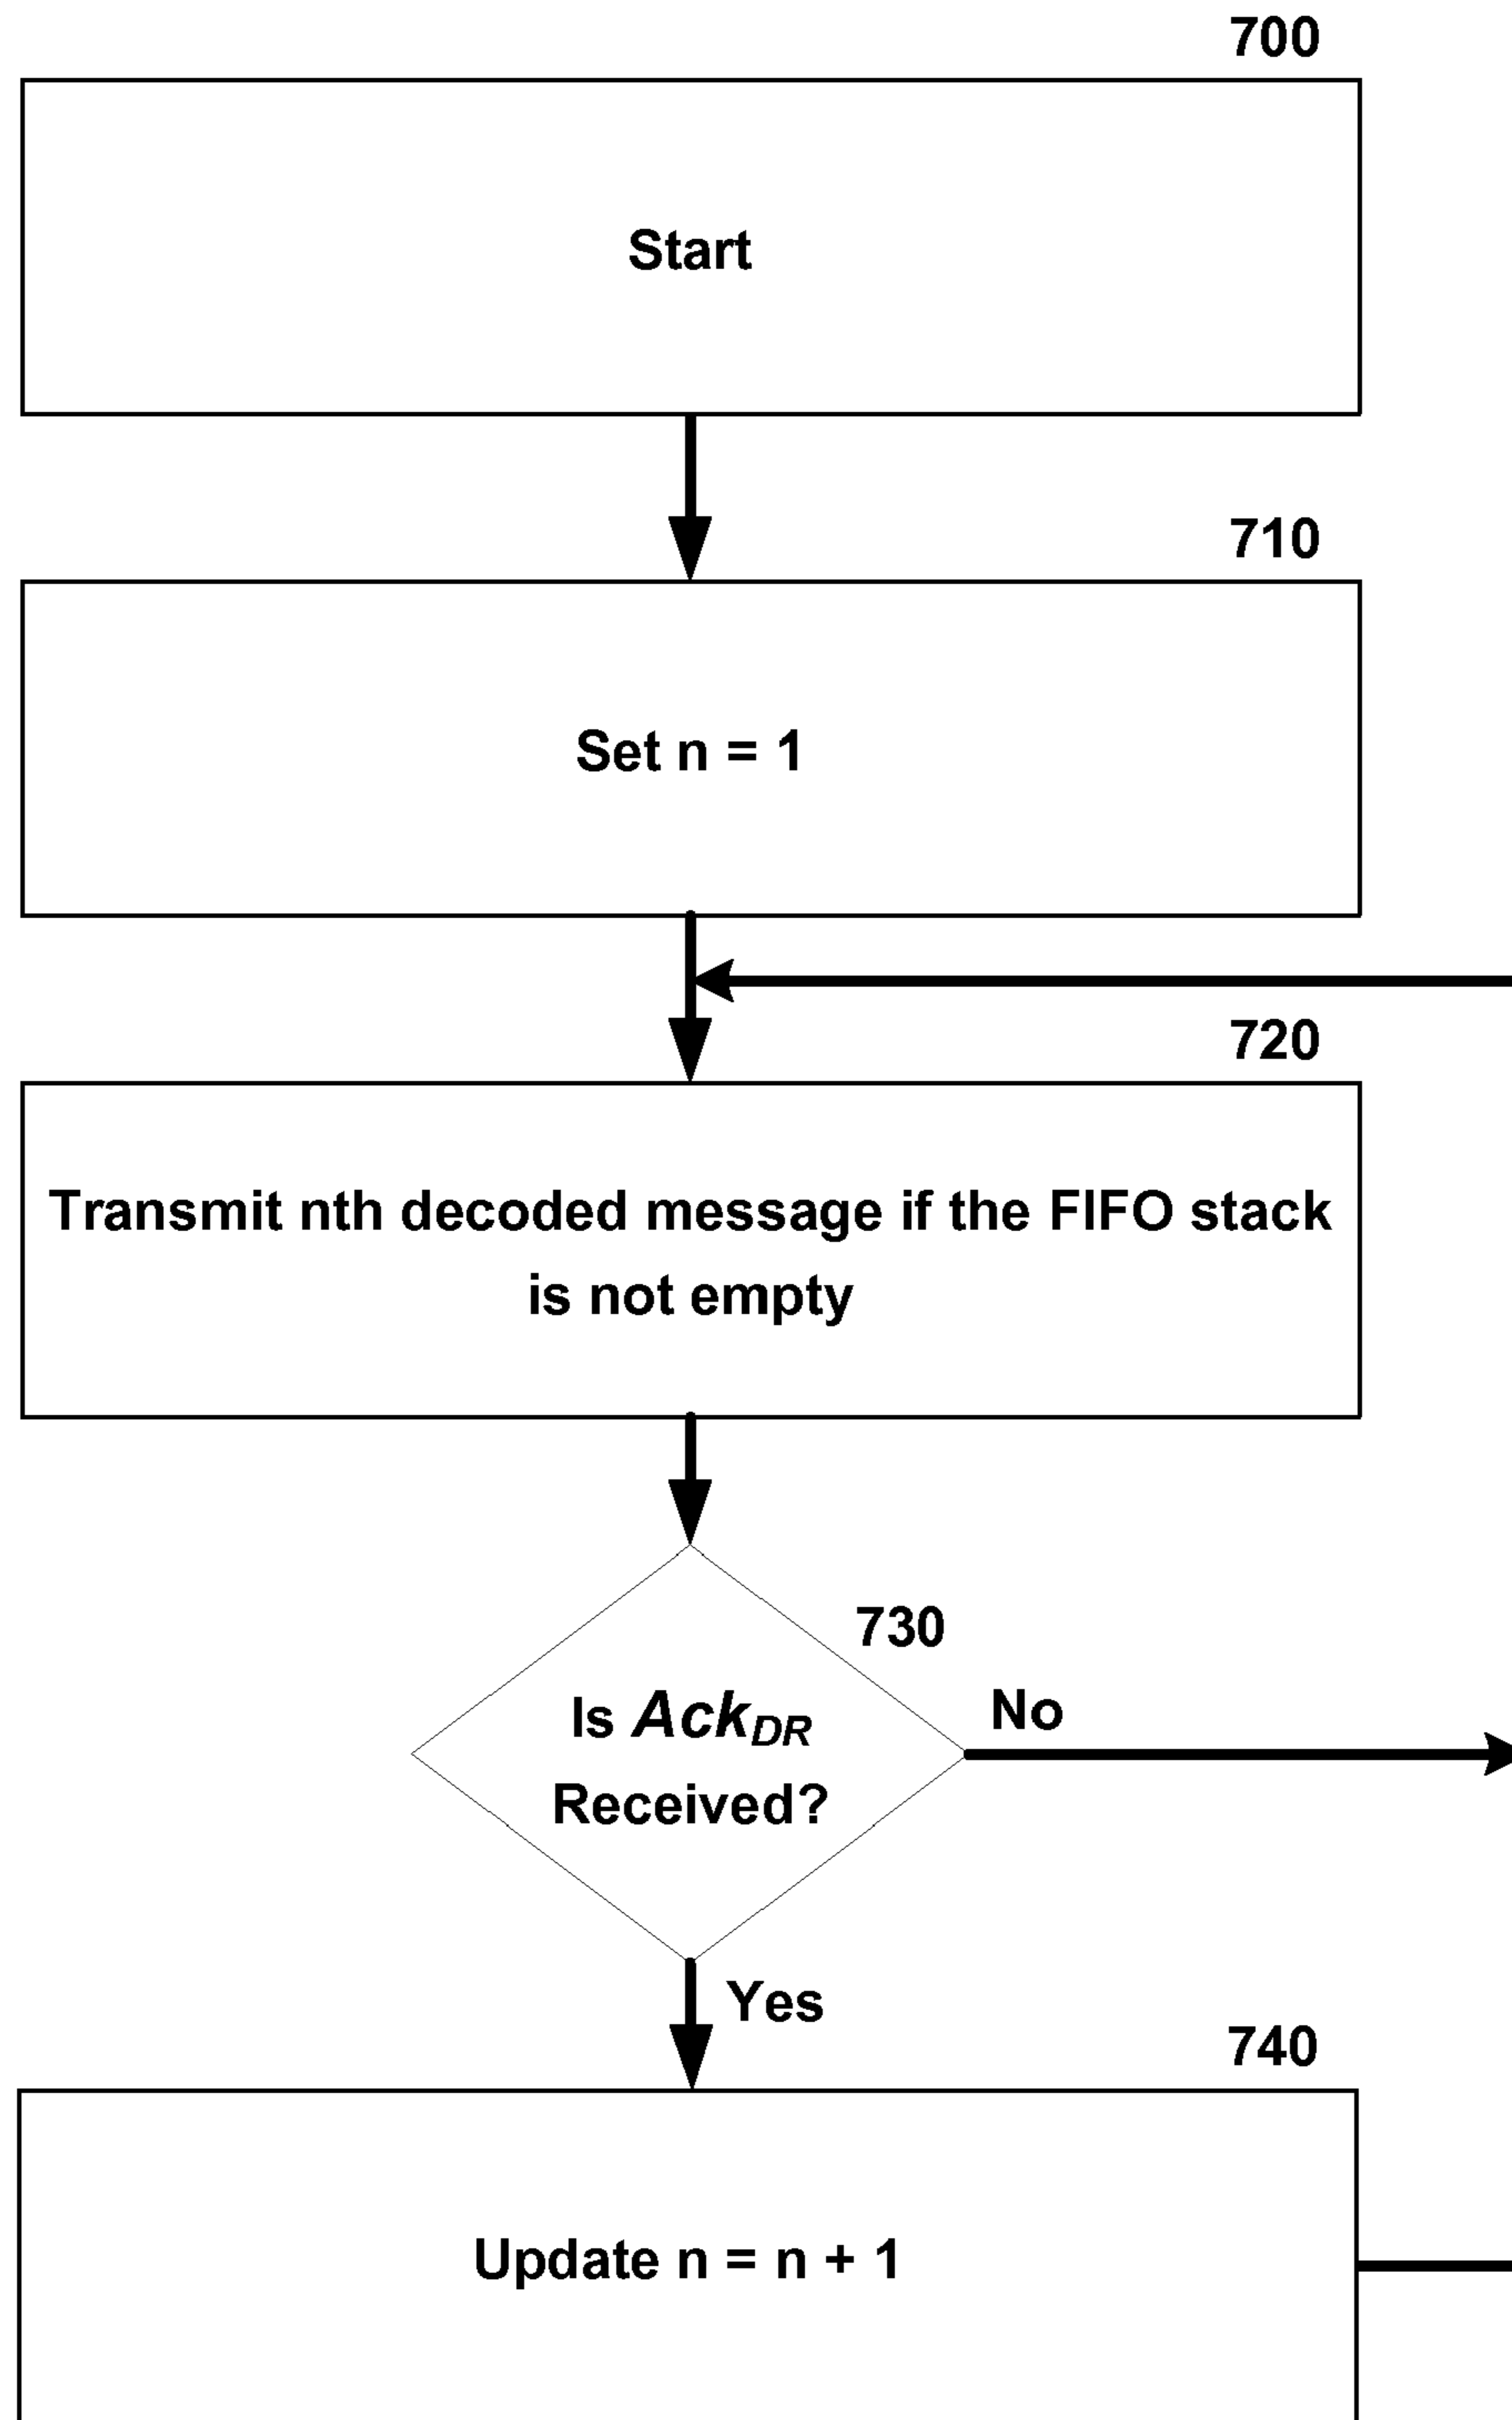 700
Start
710
Set n = 1
720
Transmit nth decoded message if the FIFO stack
is not empty
730
Is Ack_DR
Received?
No
Yes
740
Update n = n + 1